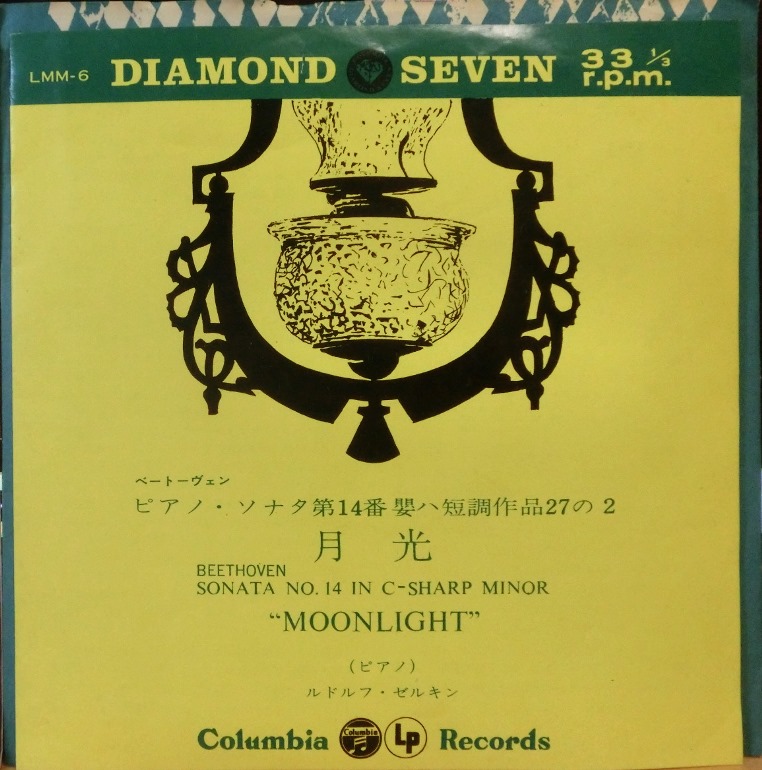 LMM-6 DIAMOND SEVEN 33 1/3 r.p.m.
ベートーヴェン
ピアノ・ソナタ第14番 嬰ハ短調作品27の2
月光
BEETHOVEN
SONATA NO. 14 IN C-SHARP MINOR
“MOONLIGHT”
(ピアノ)
ルドルフ・ゼルキン
Columbia Columbia LP Records